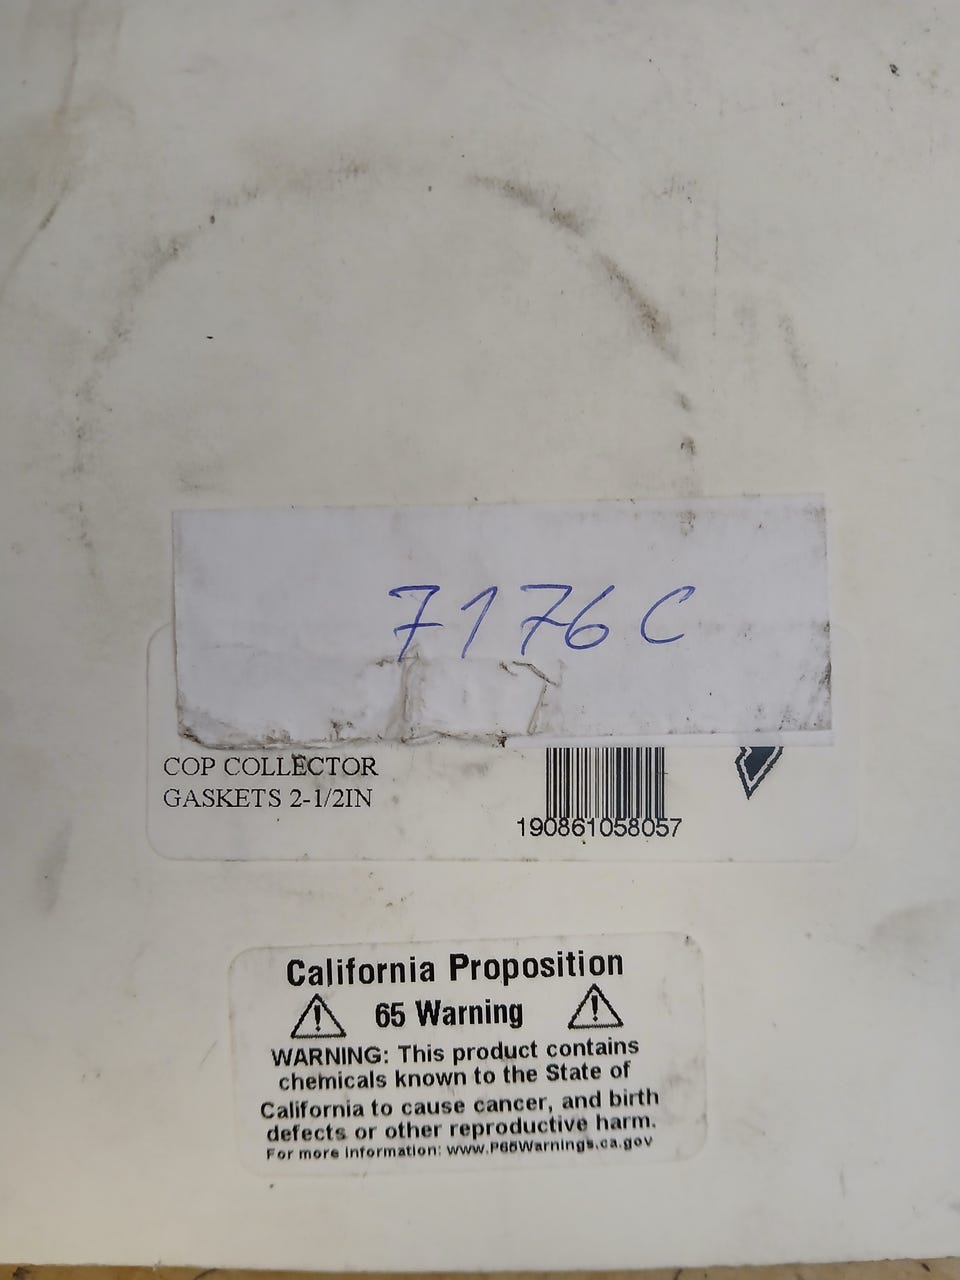 7176C
COP COLLECTOR
GASKETS 2-1/2IN
190861058057
California Proposition
65 Warning
WARNING: This product contains
chemicals known to the State of
California to cause cancer, and birth
defects or other reproductive harm.
For more information: www.P65Warnings.ca.gov